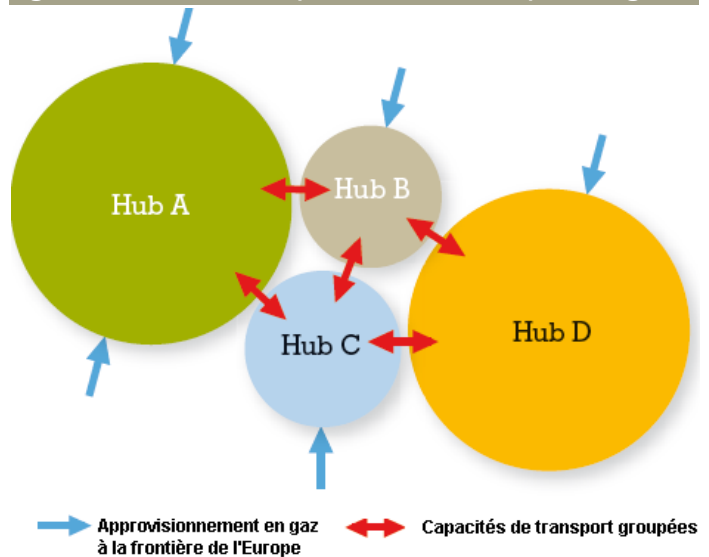 Hub A
Hub B
Hub C
Hub D
Approvisionnement en gaz
à la frontière de l'Europe
Capacités de transport groupées